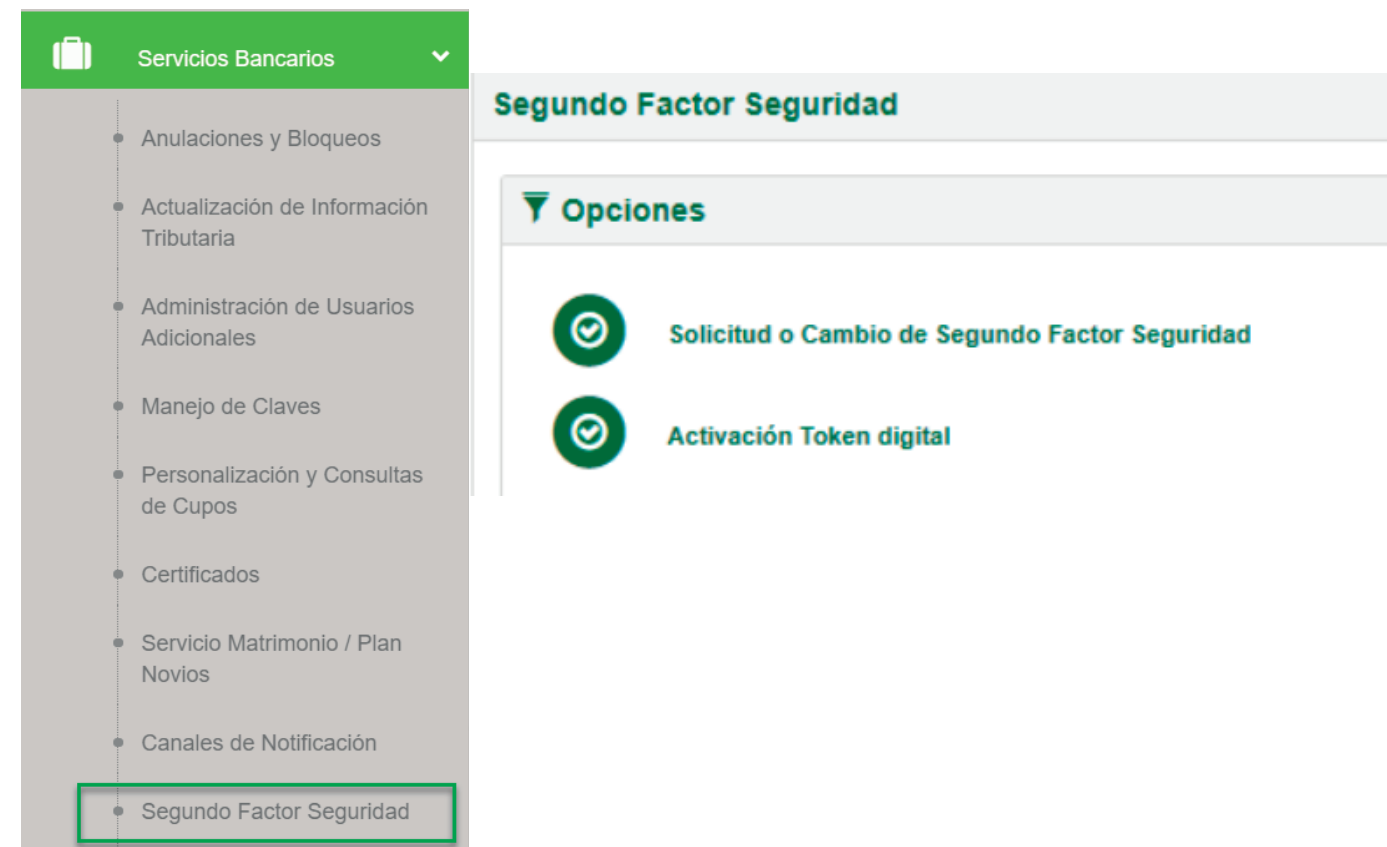 Servicios Bancarios
Anulaciones y Bloqueos
Actualización de Información
Tributaria
Administración de Usuarios
Adicionales
Manejo de Claves
Personalización y Consultas
de Cupos
Certificados
Servicio Matrimonio / Plan
Novios
Canales de Notificación
Segundo Factor Seguridad
Segundo Factor Seguridad
Opciones
Solicitud o Cambio de Segundo Factor Seguridad
Activación Token digital